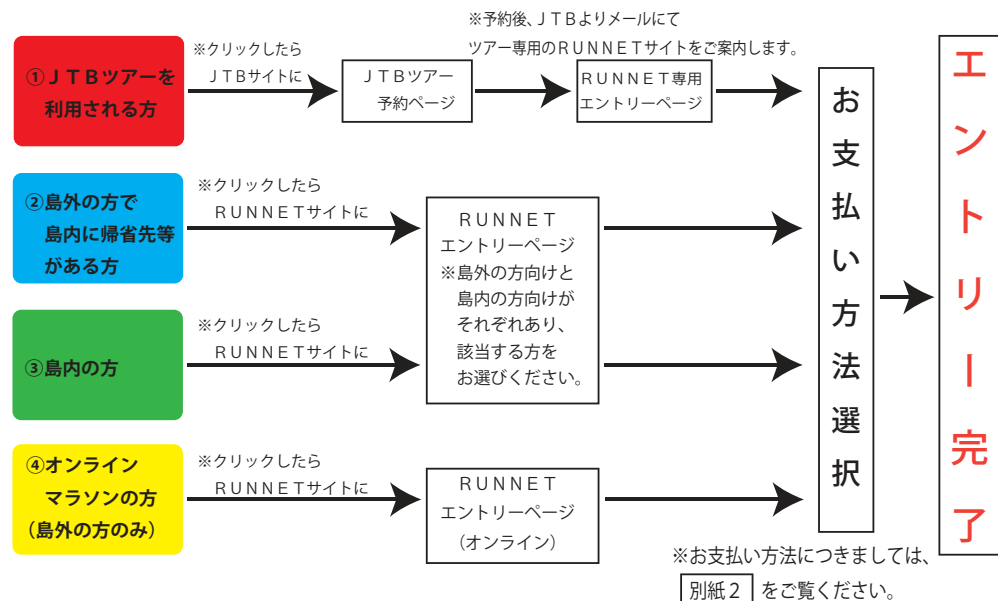 ※予約後、ＪＴＢよりメールにて
ツアー専用のＲＵＮＮＥＴサイトをご案内します。
①ＪＴＢツアーを
利用される方
※クリックしたら
ＪＴＢサイトに
ＪＴＢツアー
予約ページ
ＲＵＮＮＥＴ専用
エントリーページ
②島外の方で
島内に帰省先等
がある方
※クリックしたら
ＲＵＮＮＥＴサイトに
③島内の方
※クリックしたら
ＲＵＮＮＥＴサイトに
ＲＵＮＮＥＴ
エントリーページ
※島外の方向けと
島内の方向けが
それぞれあり、
該当する方を
お選びください。
④オンライン
マラソンの方
（島外の方のみ）
※クリックしたら
ＲＵＮＮＥＴサイトに
ＲＵＮＮＥＴ
エントリーページ
（オンライン）
お支払い方法選択
エントリー完了
※お支払い方法につきましては、
別紙２ をご覧ください。